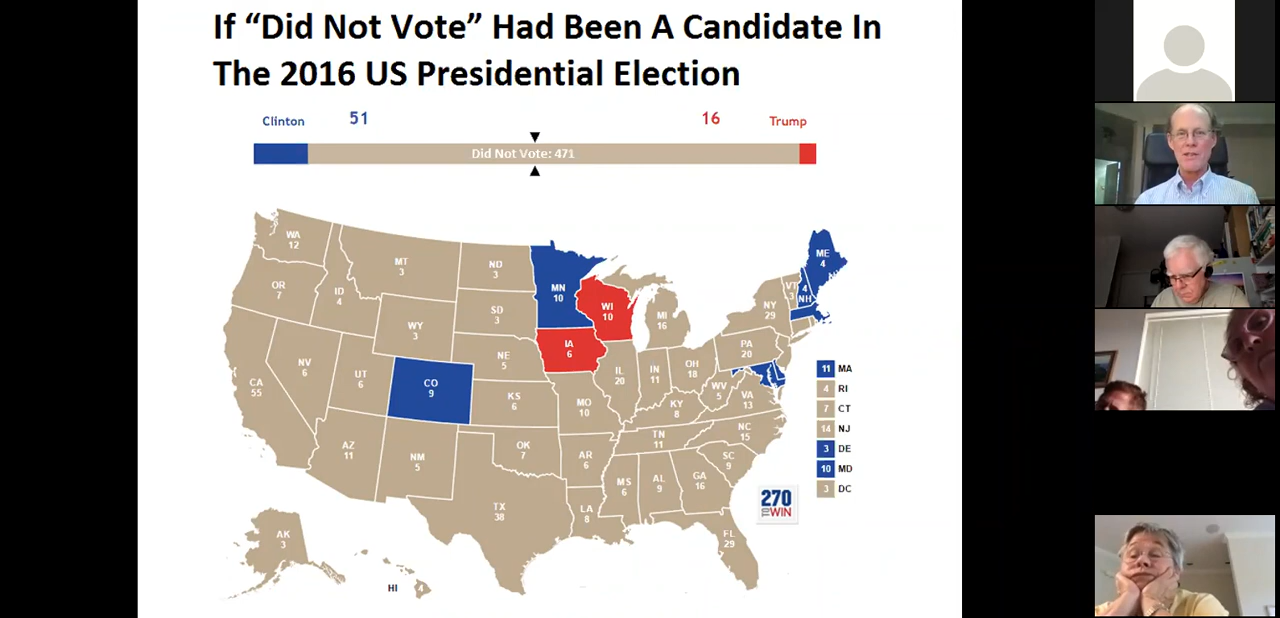 If “Did Not Vote” Had Been A Candidate In
The 2016 US Presidential Election
Clinton 51 16 Trump
Did Not Vote: 471
WA
12
OR
7
CA
55
ID
4
NV
6
MT
3
WY
3
UT
6
AZ
11
CO
9
NM
5
ND
3
SD
3
NE
5
KS
6
OK
7
TX
38
MN
10
IA
6
MO
10
AR
6
LA
8
WI
10
IL
20
MS
6
MI
16
IN
11
KY
8
TN
11
AL
9
OH
18
WV
5
GA
16
FL
29
SC
9
NC
15
VA
13
PA
20
NY
29
VT
3
4
NH
ME
4
AK
3
HI
4
11 MA
4 RI
7 CT
14 NJ
3 DE
10 MD
3 DC
270
TO WIN